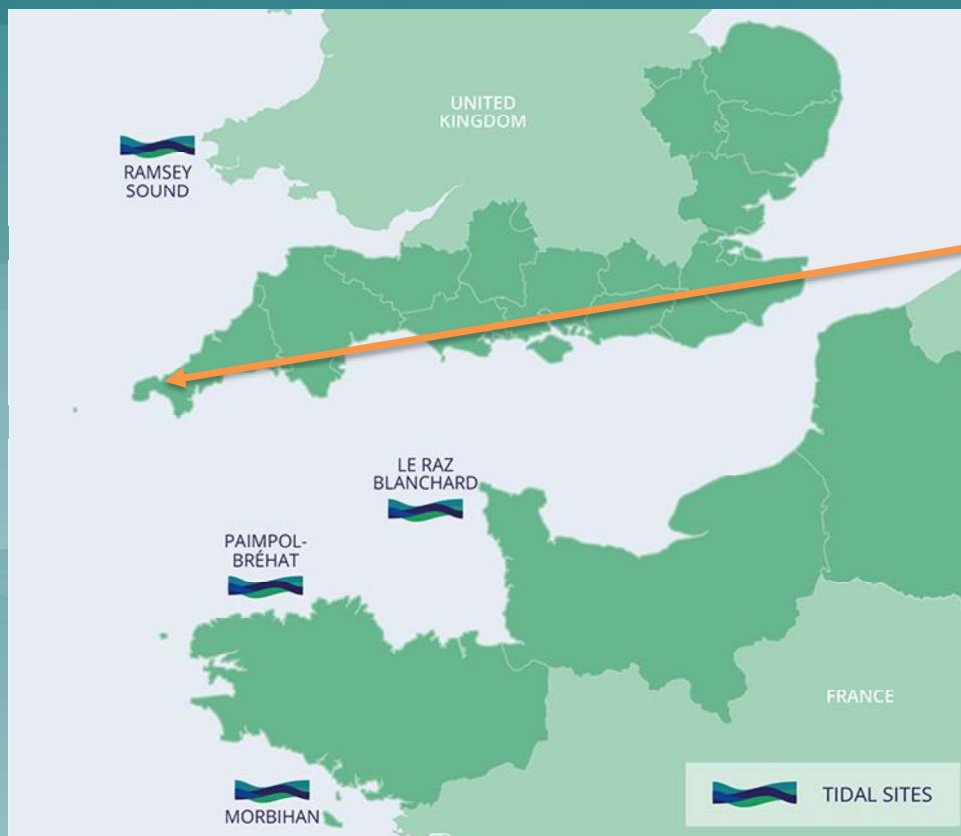 UNITED
KINGDOM
RAMSEY
SOUND
LE RAZ
BLANCHARD
PAIMPOL-
BRÉHAT
FRANCE
MORBIHAN
TIDAL SITES